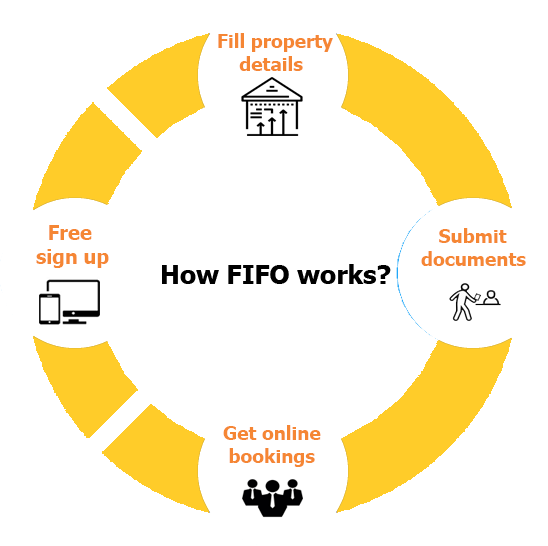 Fill property
details
Free
sign up
How FIFO works?
Submit
documents
Get online
bookings